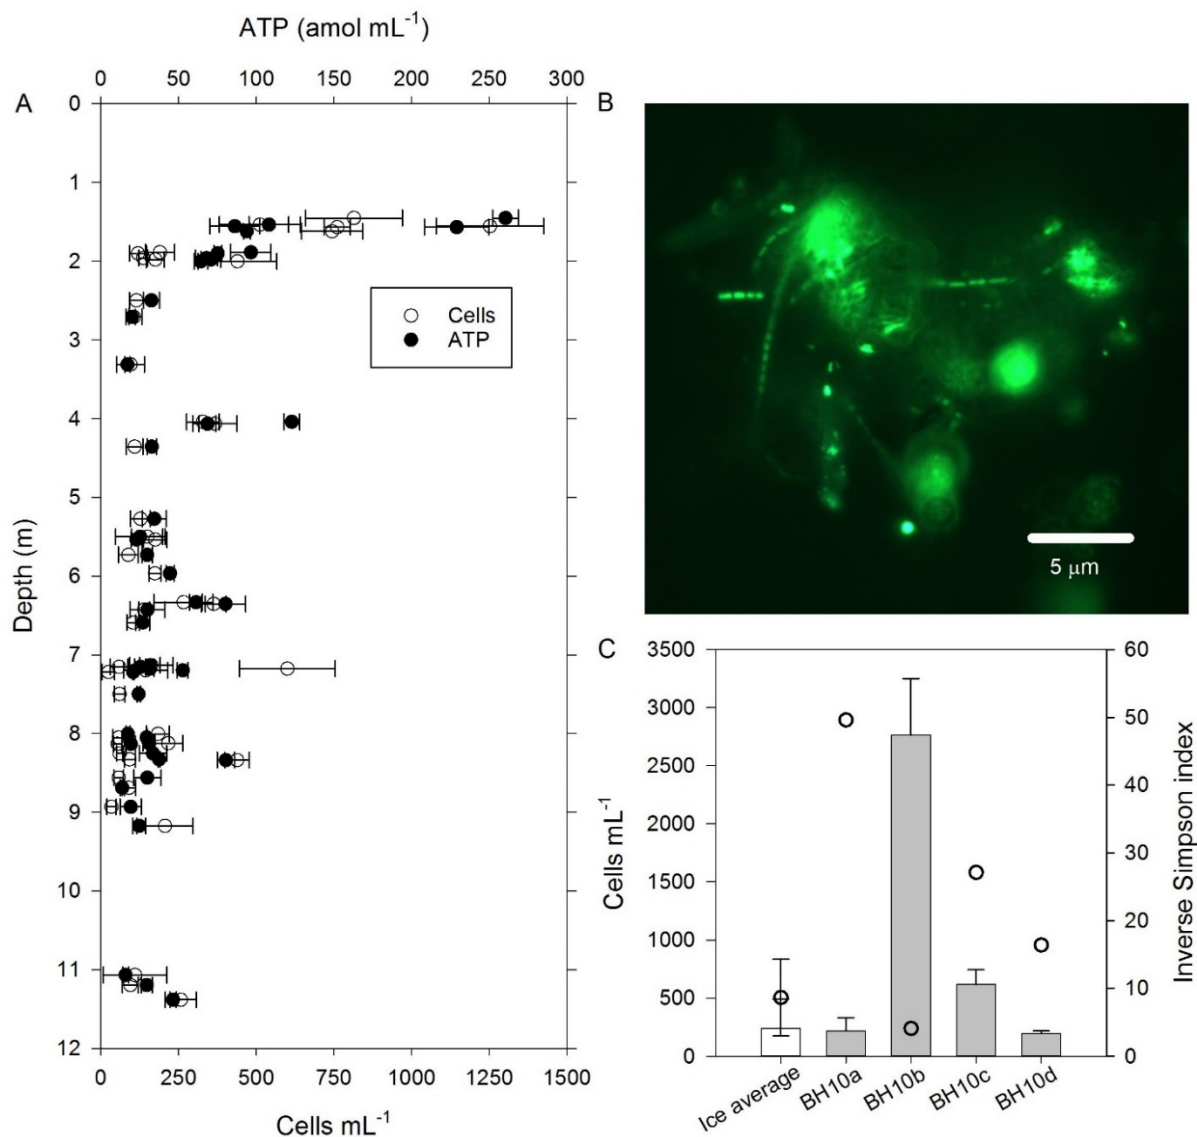 ATP (amol mL⁻¹)
0 50 100 150 200 250 300
A
0
1
2
3
4
5
6
7
8
9
10
11
12
Depth (m)
Cells
ATP
0 250 500 750 1000 1250 1500
Cells mL⁻¹
B
5 μm
C
3500
3000
2500
2000
1500
1000
500
0
Cells mL⁻¹
60
50
40
30
20
10
0
Inverse Simpson index
Ice average BH10a BH10b BH10c BH10d